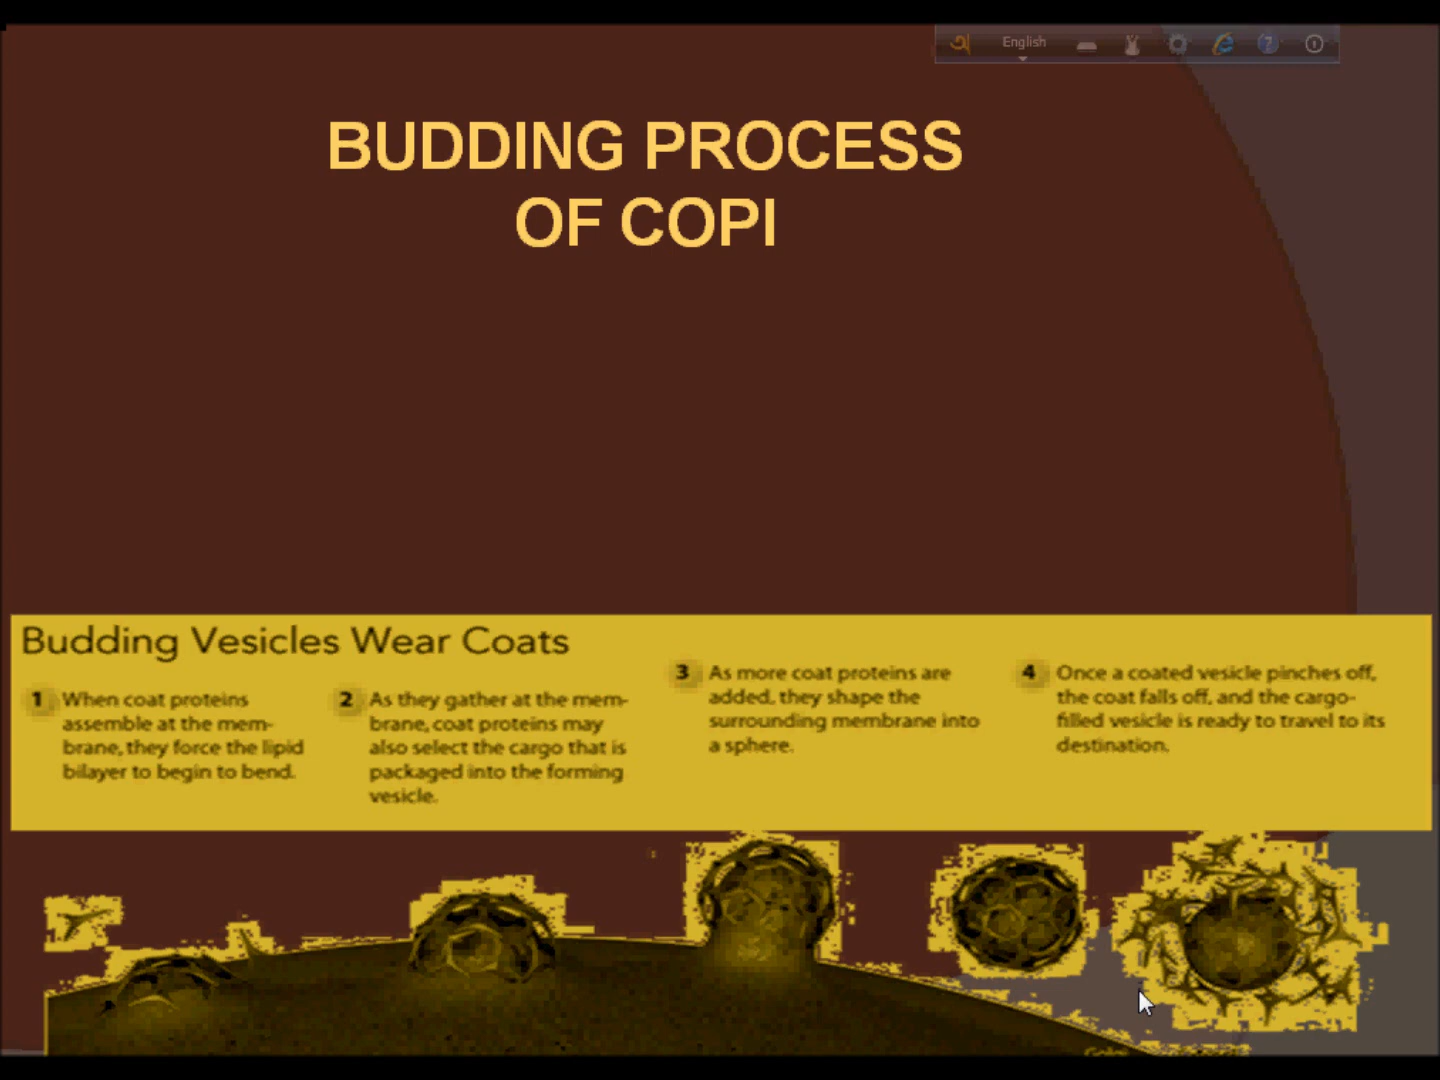 English
BUDDING PROCESS
OF COPI
Budding Vesicles Wear Coats
1 When coat proteins
assemble at the mem-
brane, they force the lipid
bilayer to begin to bend.
2 As they gather at the mem-
brane, coat proteins may
also select the cargo that is
packaged into the forming
vesicle.
3 As more coat proteins are
added, they shape the
surrounding membrane into
a sphere.
4 Once a coated vesicle pinches off,
the coat falls off, and the cargo-
filled vesicle is ready to travel to its
destination.